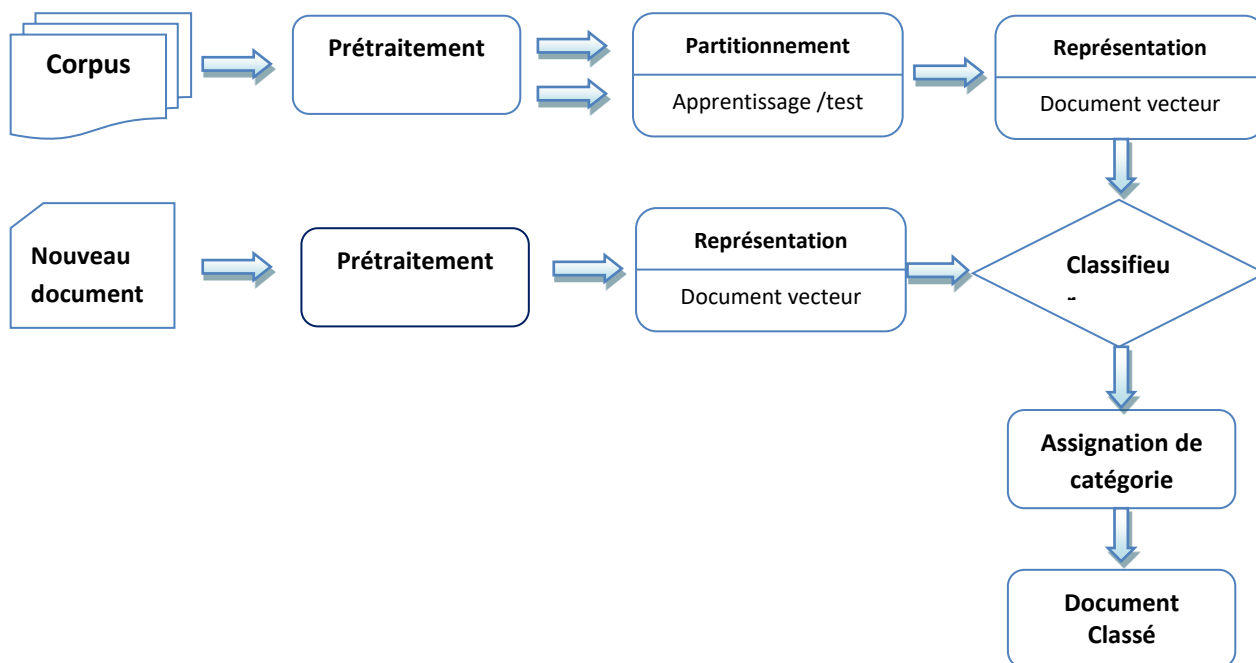 Corpus
Prétraitement
Partitionnement
Apprentissage /test
Représentation
Document vecteur
Nouveau
document
Prétraitement
Représentation
Document vecteur
Classifieu
Assignation de
catégorie
Document
Classé